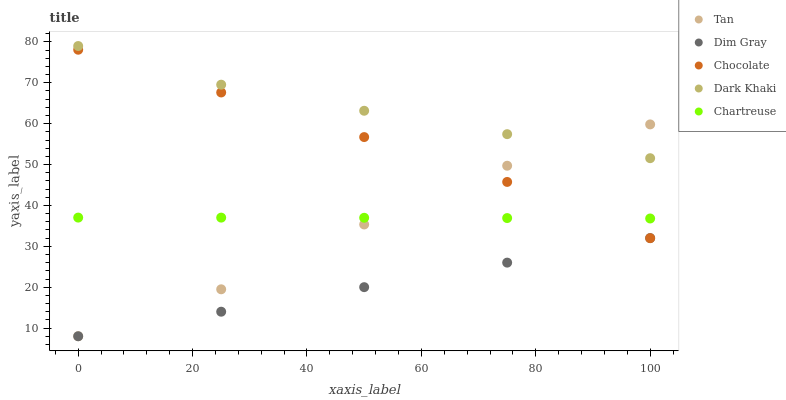 title
Tan
Dim Gray
Chocolate
Dark Khaki
Chartreuse
yaxis_label
80
70
60
50
40
30
20
10
0 20 40 60 80 100
xaxis_label